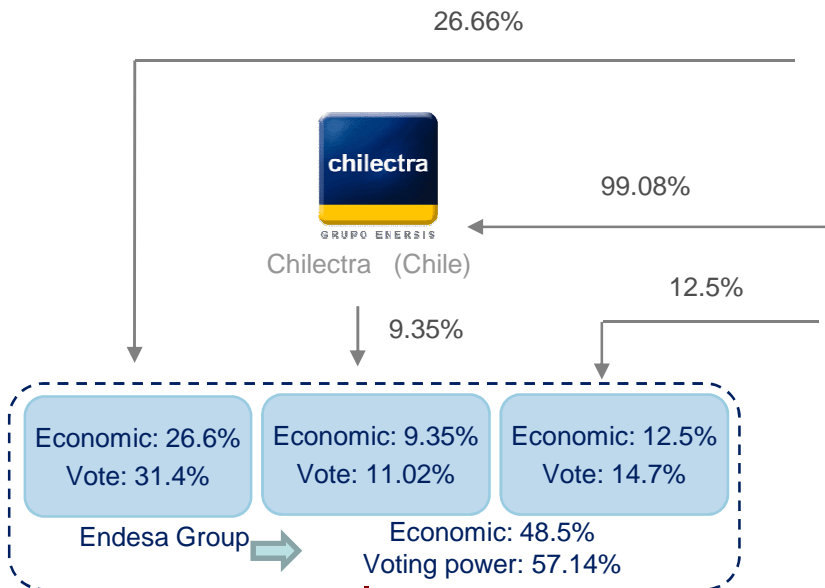 26.66%
chilectra
GRUPO ENERSIS
Chilectra (Chile)
99.08%
12.5%
9.35%
Economic: 26.6%
Vote: 31.4%
Economic: 9.35%
Vote: 11.02%
Economic: 12.5%
Vote: 14.7%
Endesa Group
Economic: 48.5%
Voting power: 57.14%